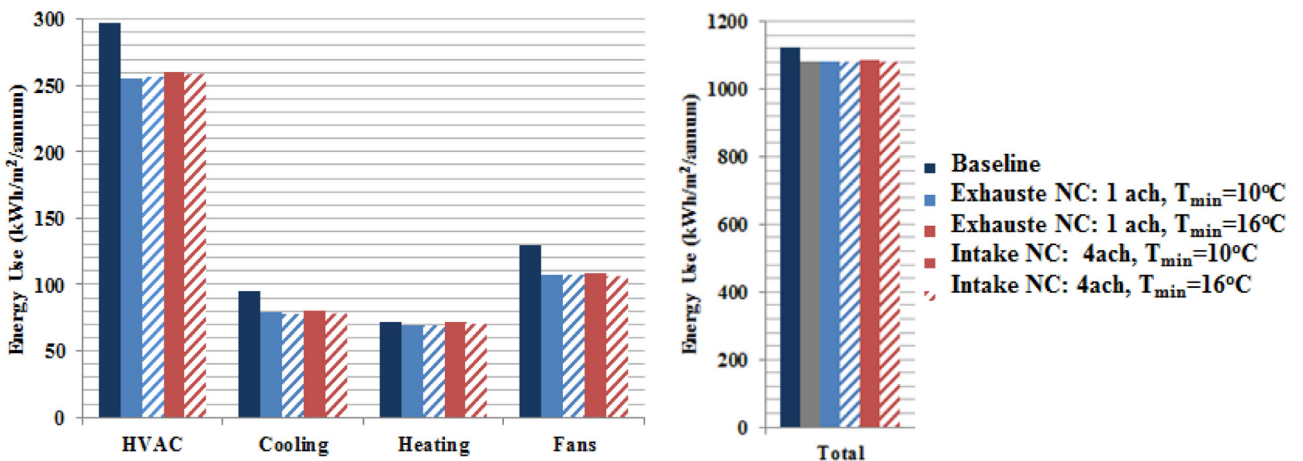 Energy Use (kWh/m²/annum)
300
250
200
150
100
50
0
HVAC Cooling Heating Fans
Energy Use (kWh/m²/annum)
1200
1000
800
600
400
200
0
Total
Baseline
Exhauste NC: 1 ach, Tmin=10°C
Exhauste NC: 1 ach, Tmin=16°C
Intake NC: 4ach, Tmin=10°C
Intake NC: 4ach, Tmin=16°C